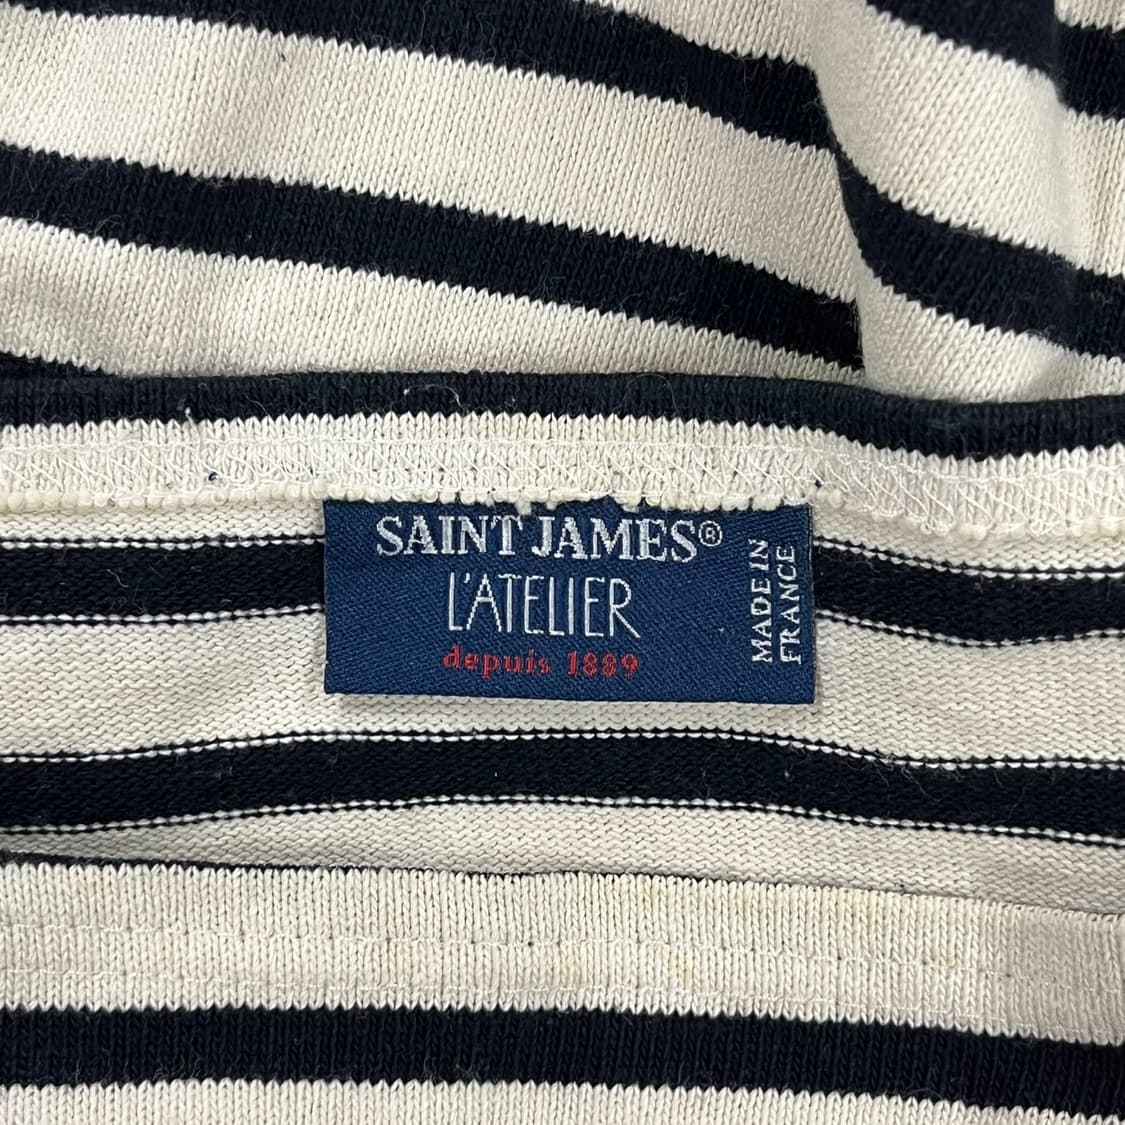 SAINT JAMES®
L'ATELIER
depuis 1889
MADE IN
FRANCE